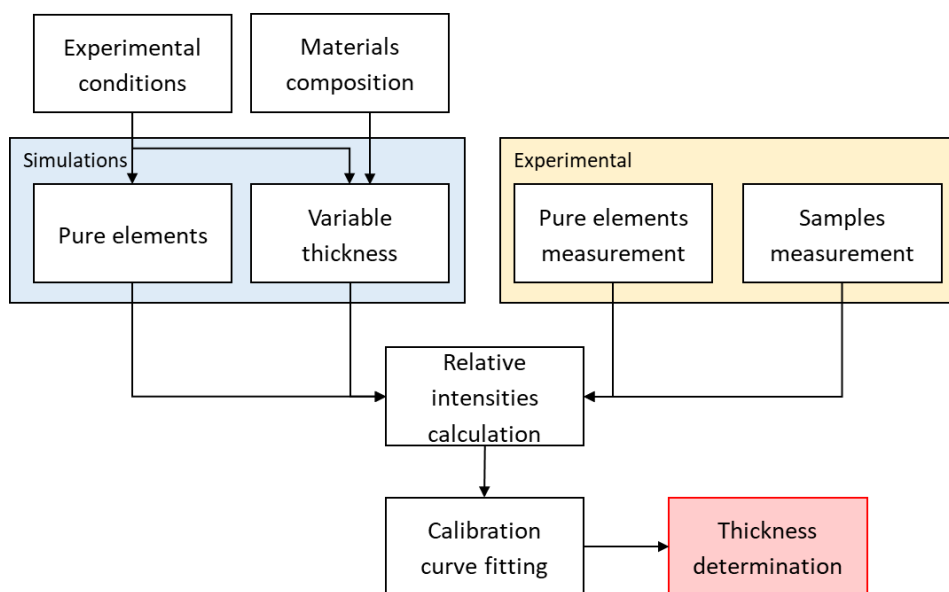 Experimental
conditions
Materials
composition
Simulations
Pure elements
Variable
thickness
Experimental
Pure elements
measurement
Samples
measurement
Relative
intensities
calculation
Calibration
curve fitting
Thickness
determination